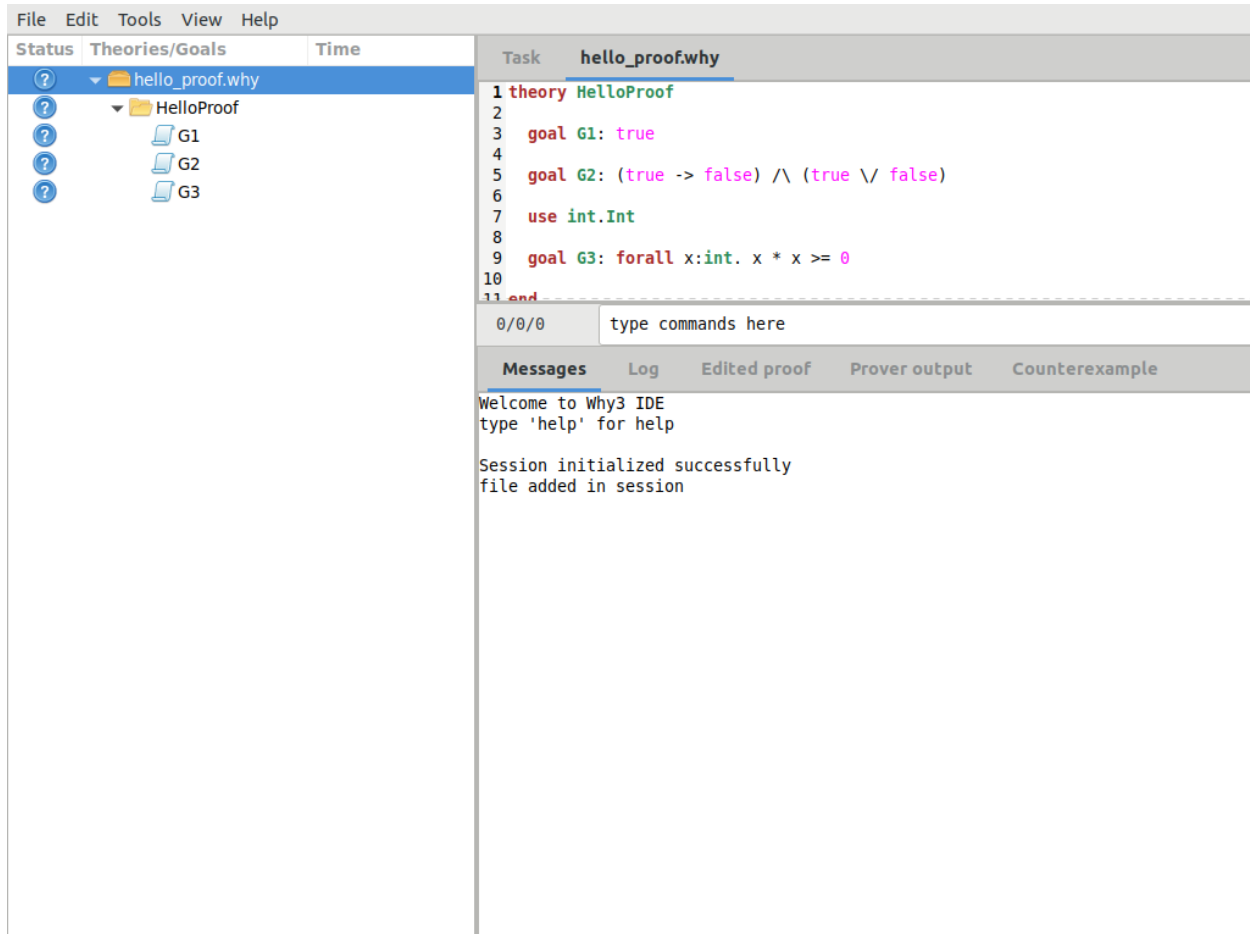 File Edit Tools View Help
Status Theories/Goals Time
hello_proof.why
HelloProof
G1
G2
G3
Task hello_proof.why
1 theory HelloProof
2
3 goal G1: true
4
5 goal G2: (true -> false) /\ (true \/ false)
6
7 use int.Int
8
9 goal G3: forall x:int. x * x >= 0
10
11 end
0/0/0 type commands here
Messages Log Edited proof Prover output Counterexample
Welcome to Why3 IDE
type 'help' for help
Session initialized successfully
file added in session